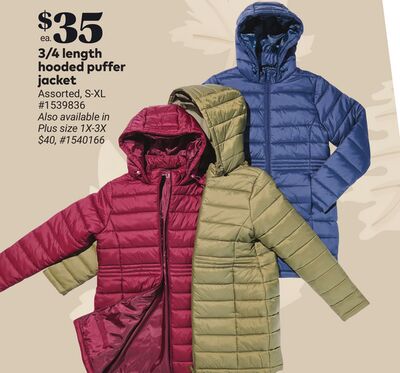 $35
ea.
3/4 length
hooded puffer
jacket
Assorted, S-XL
#1539836
Also available in
Plus size 1X-3X
$40, #1540166